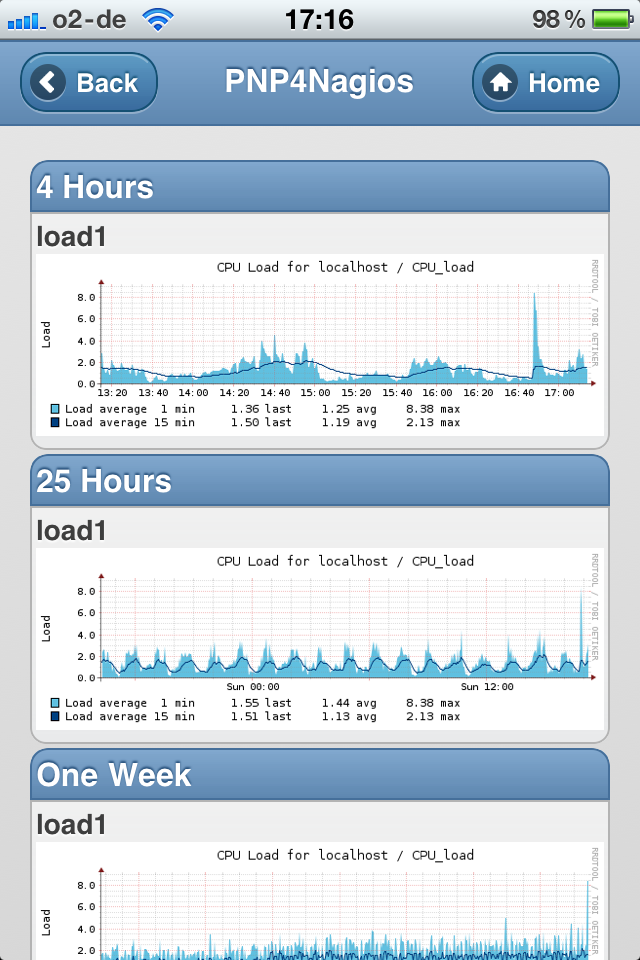 o2-de 17:16 98 %
Back PNP4Nagios Home
4 Hours
load1
CPU Load for localhost / CPU_load
RRDTOOL / TOBI OETIKER
Load
8.0
6.0
4.0
2.0
0.0
13:20 13:40 14:00 14:20 14:40 15:00 15:20 15:40 16:00 16:20 16:40 17:00
Load average 1 min 1.36 last 1.25 avg 8.38 max
Load average 15 min 1.50 last 1.19 avg 2.13 max
25 Hours
load1
CPU Load for localhost / CPU_load
RRDTOOL / TOBI OETIKER
Load
8.0
6.0
4.0
2.0
0.0
Sun 00:00 Sun 12:00
Load average 1 min 1.55 last 1.44 avg 8.38 max
Load average 15 min 1.51 last 1.13 avg 2.13 max
One Week
load1
CPU Load for localhost / CPU_load
RRDTOOL / TOBI OETIKER
Load
8.0
6.0
4.0
2.0